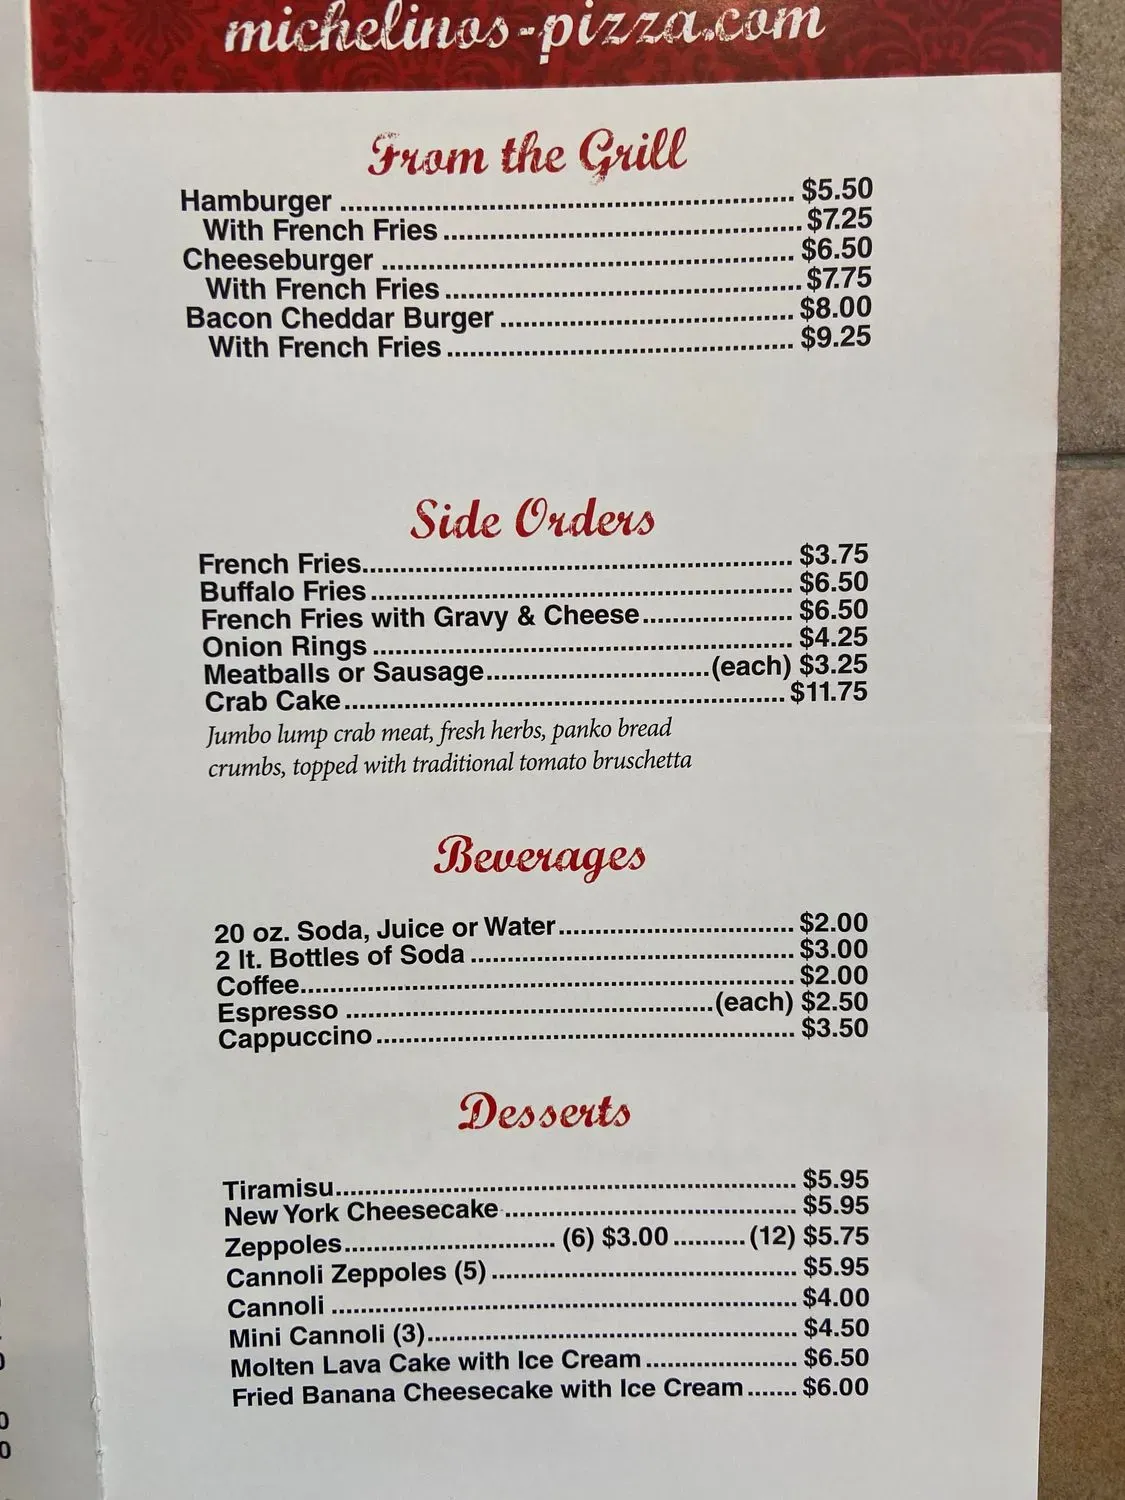 michelinos-pizza.com
From the Grill
Hamburger ........ $5.50
With French Fries ........ $7.25
Cheeseburger ........ $6.50
With French Fries ........ $7.75
Bacon Cheddar Burger ........ $8.00
With French Fries ........ $9.25
Side Orders
French Fries........ $3.75
Buffalo Fries ........ $6.50
French Fries with Gravy & Cheese........ $6.50
Onion Rings ........ $4.25
Meatballs or Sausage........(each) $3.25
Crab Cake........ $11.75
Jumbo lump crab meat, fresh herbs, panko bread
crumbs, topped with traditional tomato bruschetta
Beverages
20 oz. Soda, Juice or Water........ $2.00
2 lt. Bottles of Soda ........ $3.00
Coffee........ $2.00
Espresso ........(each) $2.50
Cappuccino........ $3.50
Desserts
Tiramisu........ $5.95
New York Cheesecake ........ $5.95
Zeppoles........ (6) $3.00 ........ (12) $5.75
Cannoli Zeppoles (5) ........ $5.95
Cannoli ........ $4.00
Mini Cannoli (3)........ $4.50
Molten Lava Cake with Ice Cream ........ $6.50
Fried Banana Cheesecake with Ice Cream ....... $6.00